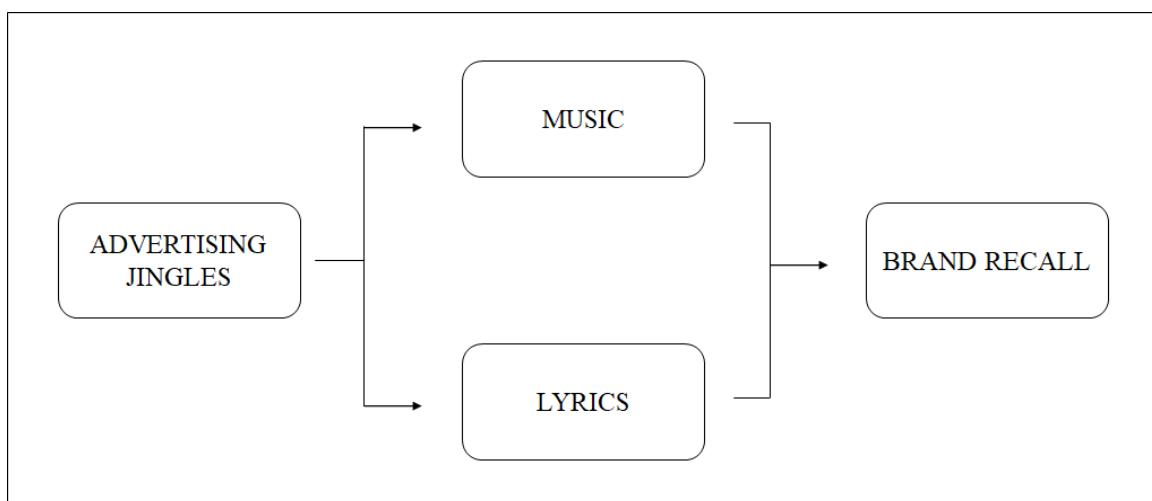 MUSIC
ADVERTISING
JINGLES
BRAND RECALL
LYRICS